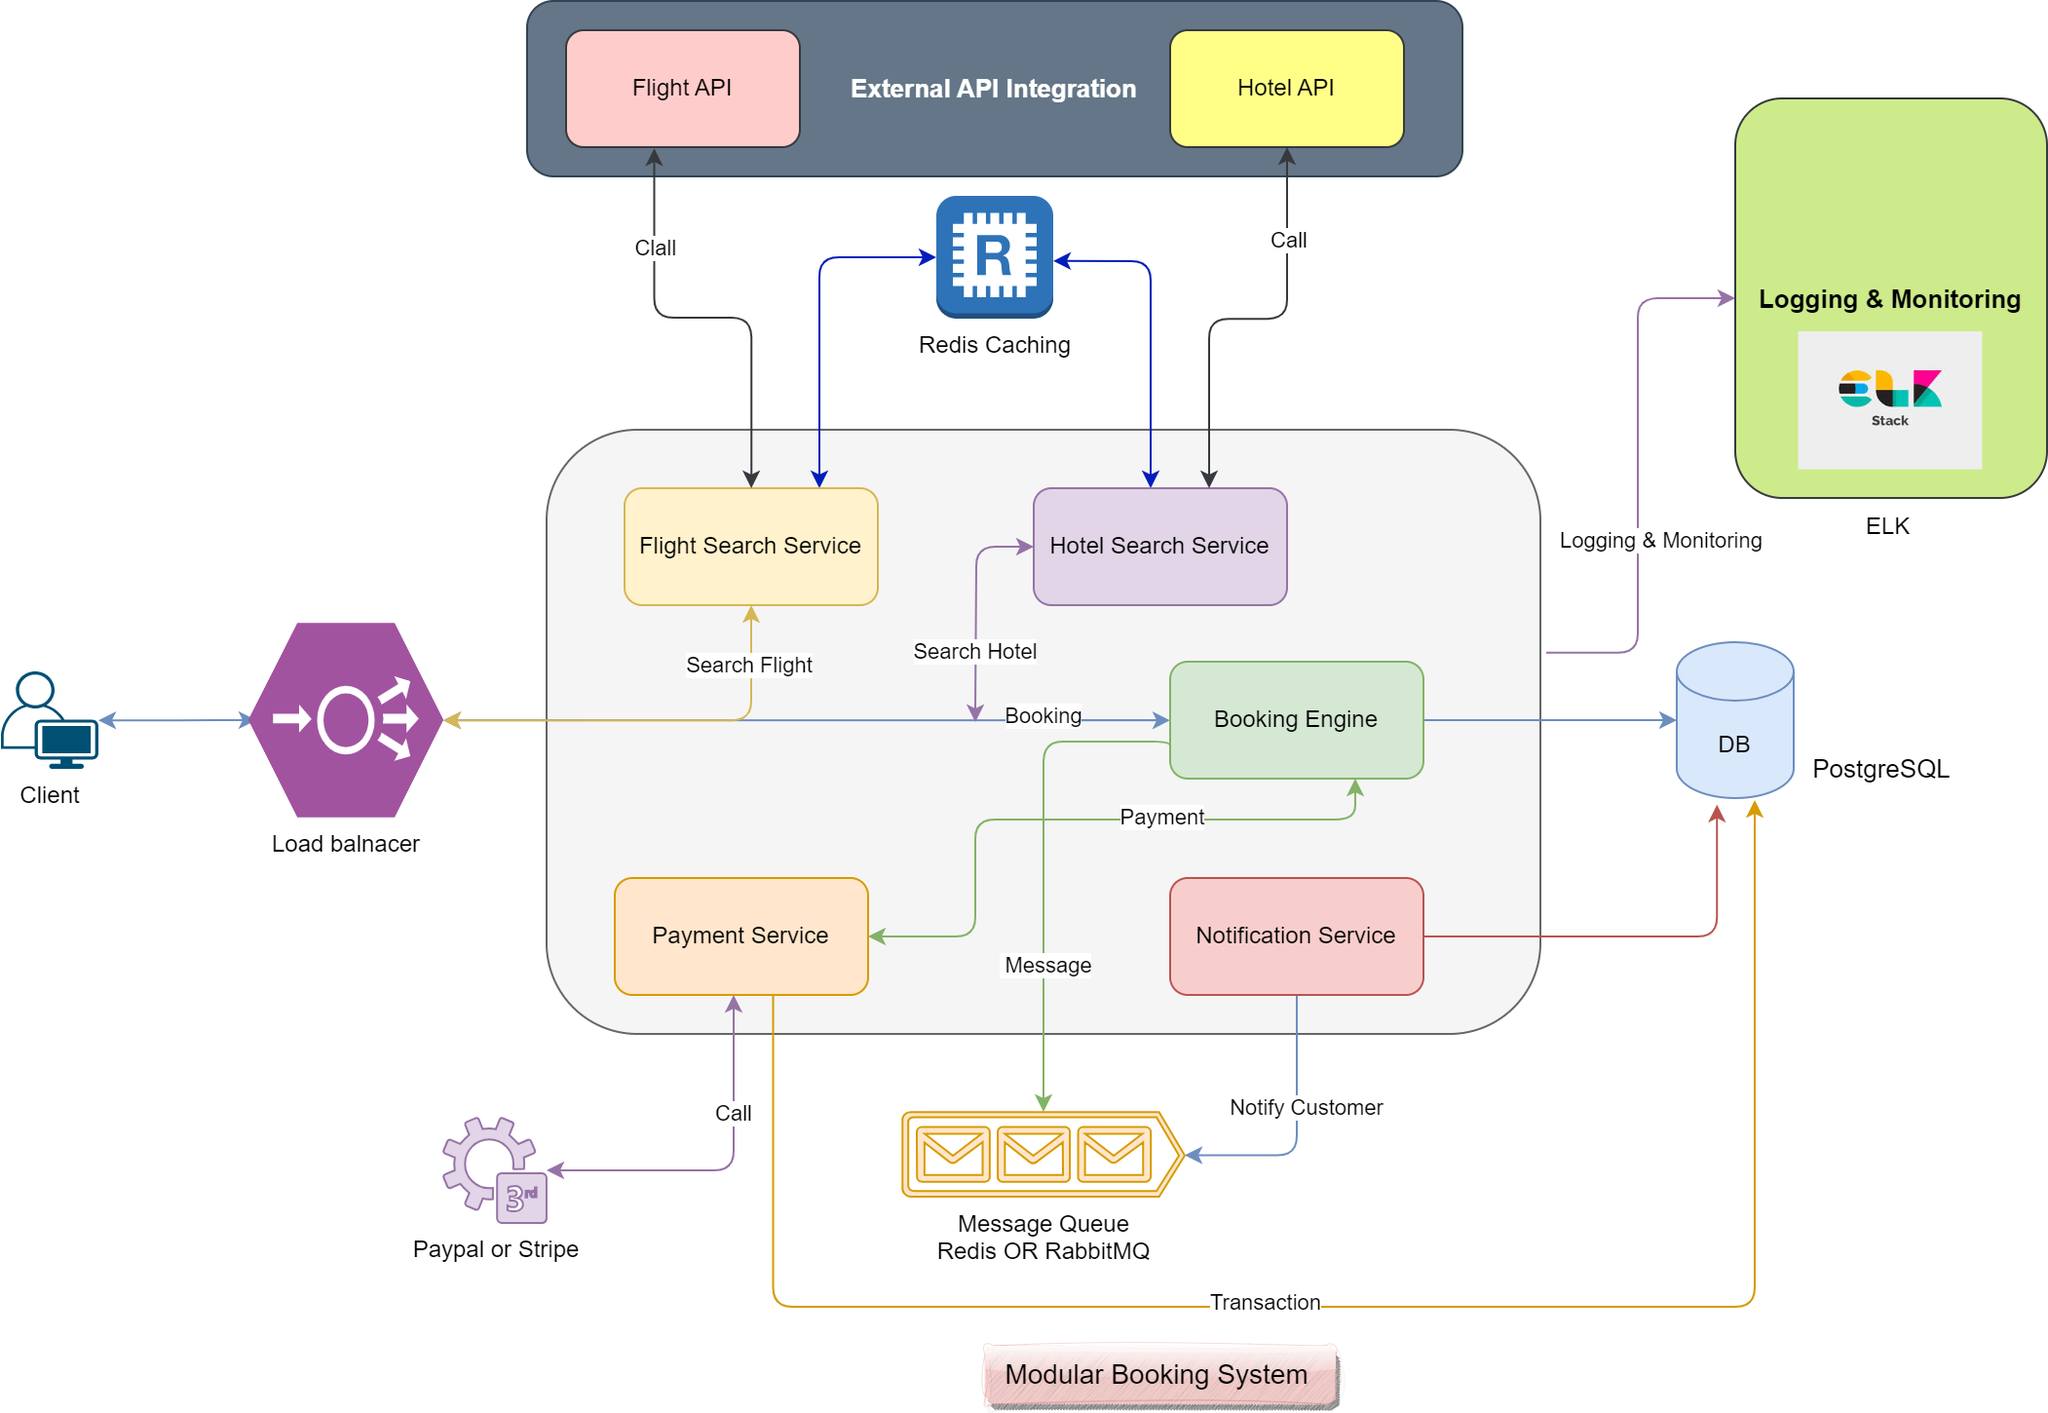 Flight API
External API Integration
Hotel API
Clall
Call
R
Redis Caching
Logging & Monitoring
ELK
Stack
ELK
Flight Search Service
Hotel Search Service
Logging & Monitoring
Search Flight
Search Hotel
Booking
Booking Engine
DB
PostgreSQL
Client
Load balnacer
Payment
Payment Service
Notification Service
Message
Call
Notify Customer
3rd
Paypal or Stripe
Message Queue
Redis OR RabbitMQ
Transaction
Modular Booking System